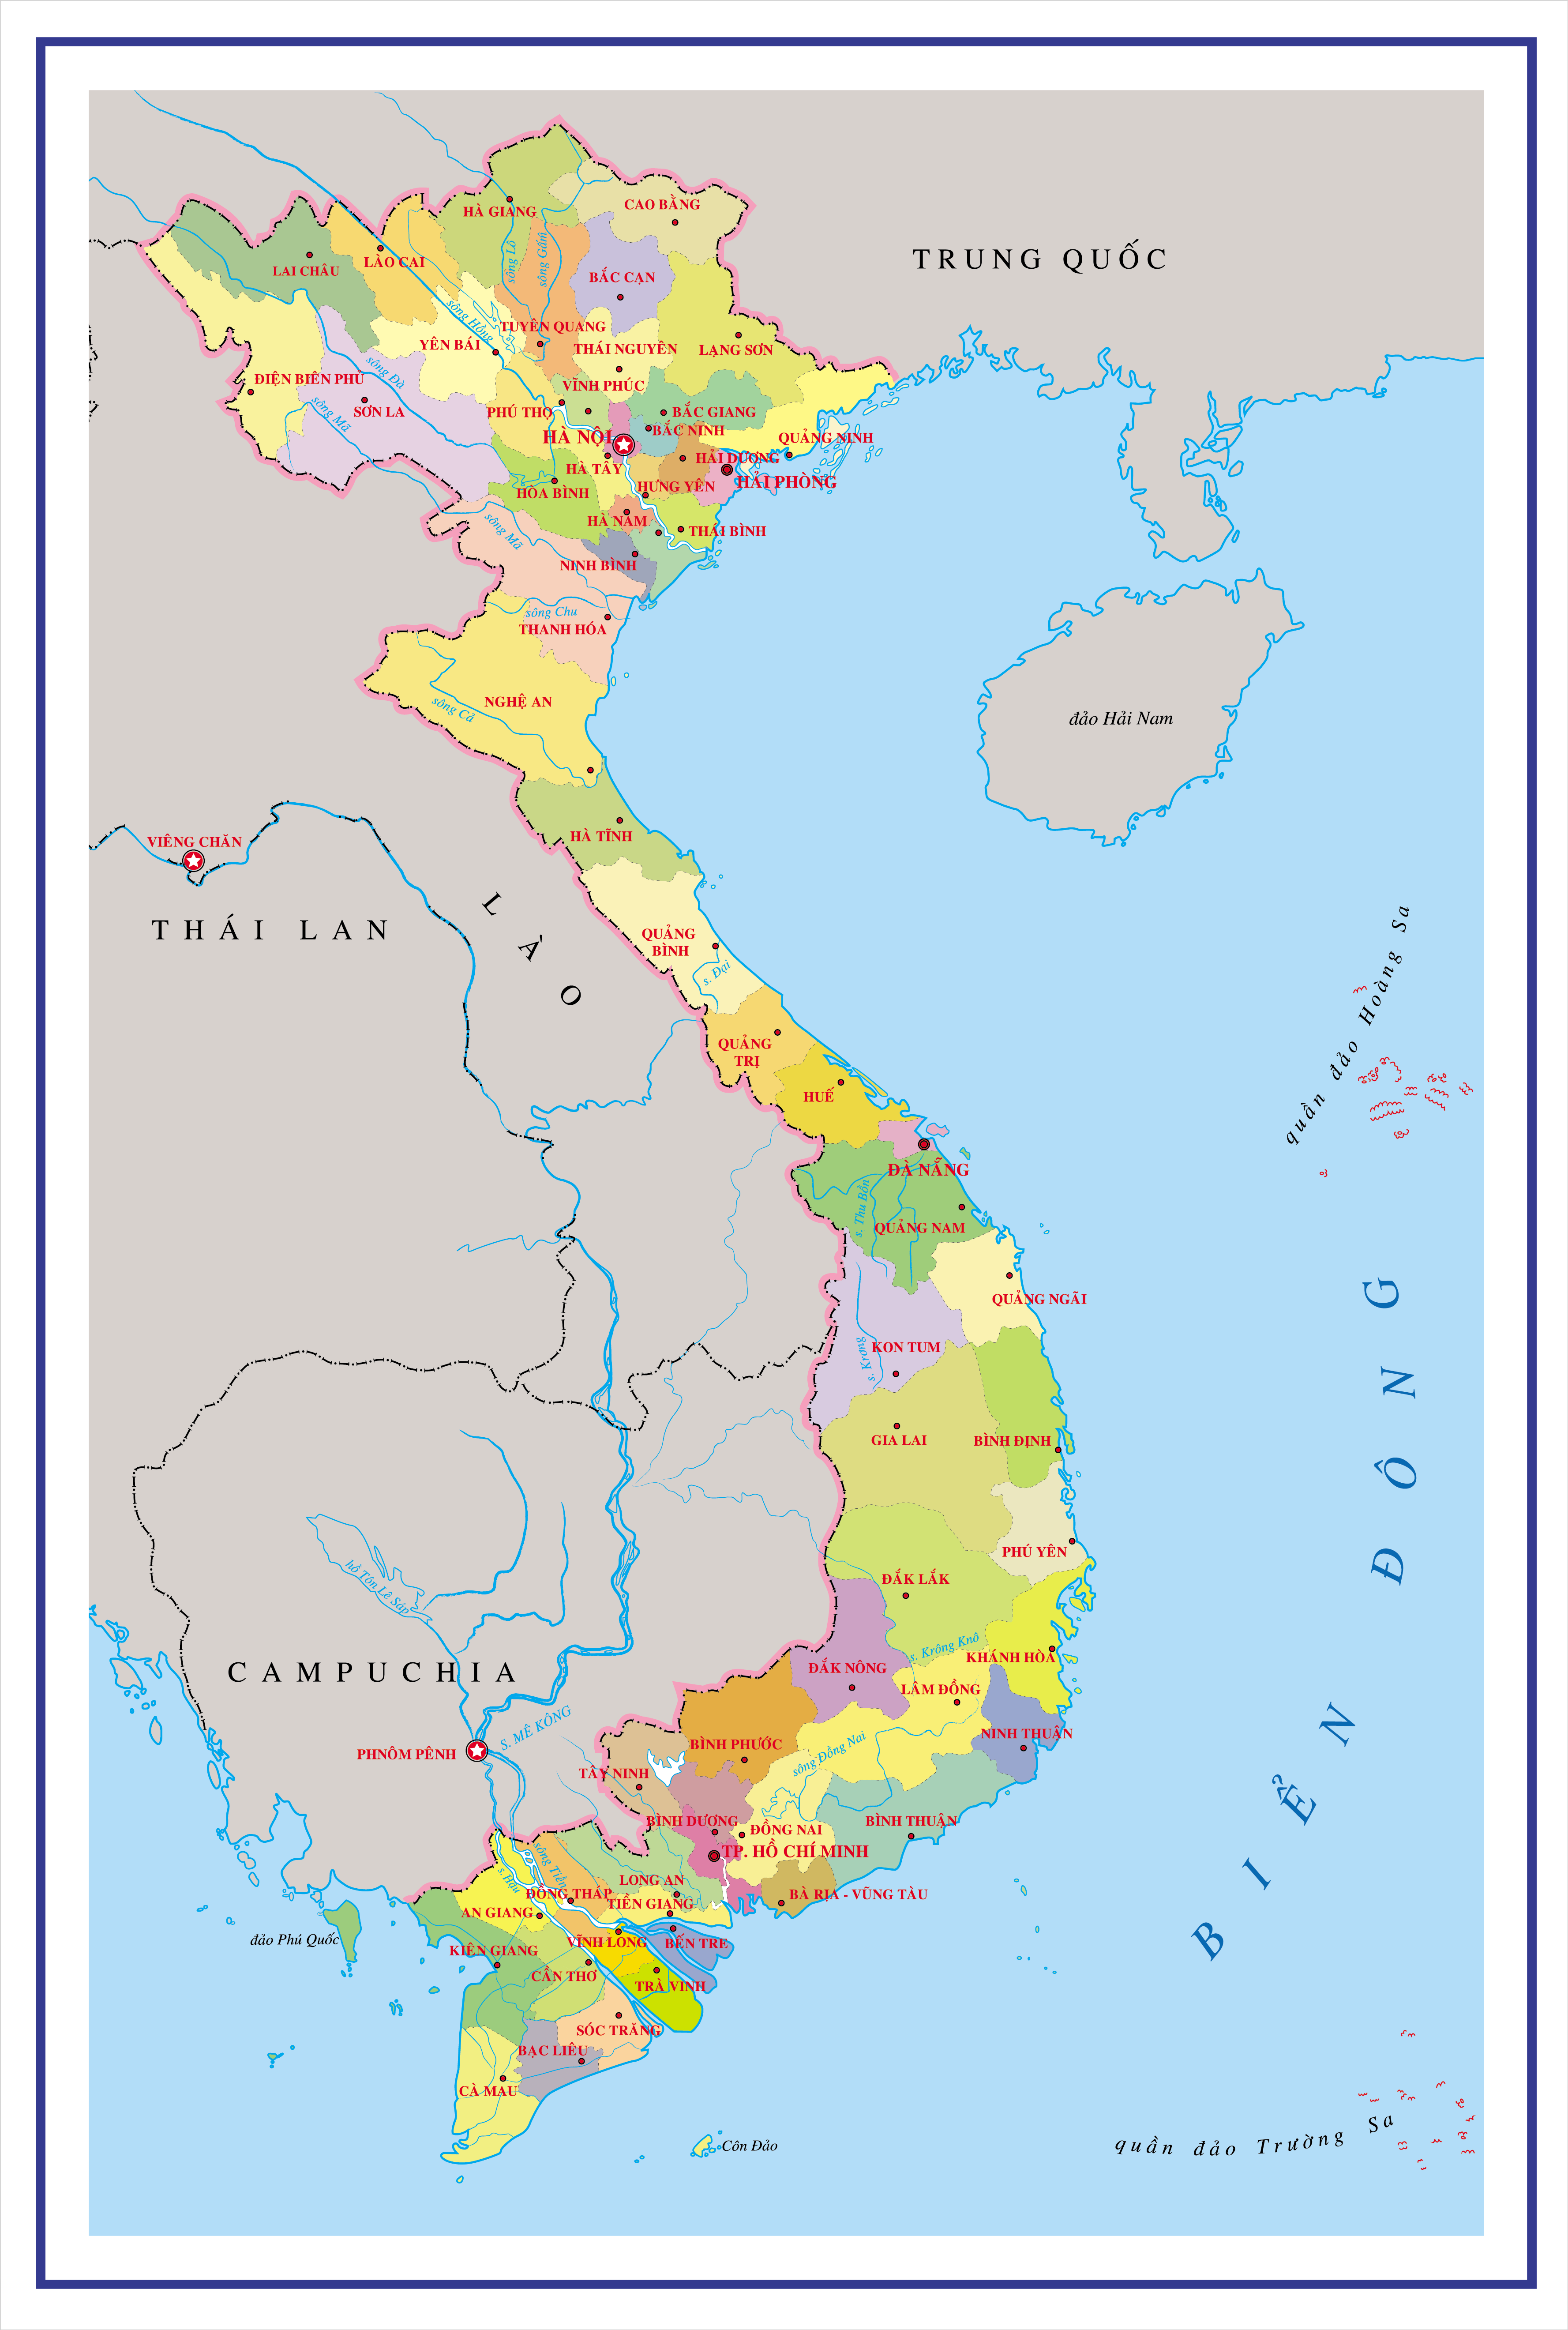 HÀ GIANG
CAO BẰNG
TRUNG QUỐC
LAI CHÂU
LÀO CAI
sông Lô
sông Gâm
BẮC CẠN
sông Hồng
TUYÊN QUANG
YÊN BÁI
THÁI NGUYÊN
LẠNG SƠN
ĐIỆN BIÊN PHỦ
sông Đà
VĨNH PHÚC
SƠN LA
sông Mã
PHÚ THỌ
BẮC GIANG
BẮC NINH
HÀ NỘI
QUẢNG NINH
HẢI DƯƠNG
HÀ TÂY
HẢI PHÒNG
HƯNG YÊN
HÒA BÌNH
HÀ NAM
sông Mã
THÁI BÌNH
NINH BÌNH
sông Chu
THANH HÓA
NGHỆ AN
sông Cả
đảo Hải Nam
HÀ TĨNH
VIÊNG CHĂN
THÁI LAN
LÀO
QUẢNG
BÌNH
s. Đại
quần đảo Hoàng Sa
QUẢNG
TRỊ
HUẾ
ĐÀ NẴNG
s. Thu Bồn
QUẢNG NAM
QUẢNG NGÃI
KON TUM
s. Krông
GIA LAI
BÌNH ĐỊNH
PHÚ YÊN
ĐẮK LẮK
hồ Tôn Lê Sáp
s. Krông Knô
KHÁNH HÒA
CAMPUCHIA
ĐẮK NÔNG
LÂM ĐỒNG
NINH THUẬN
S. MÊ KÔNG
BÌNH PHƯỚC
sông Đồng Nai
PHNÔM PÊNH
TÂY NINH
BÌNH DƯƠNG
ĐỒNG NAI
BÌNH THUẬN
TP. HỒ CHÍ MINH
BIỂN ĐÔNG
sông Tiền
s. Hậu
LONG AN
ĐỒNG THÁP
TIỀN GIANG
BÀ RỊA - VŨNG TÀU
AN GIANG
đảo Phú Quốc
KIÊN GIANG
VĨNH LONG
BẾN TRE
CẦN THƠ
TRÀ VINH
SÓC TRĂNG
BẠC LIÊU
CÀ MAU
Côn Đảo
quần đảo Trường Sa